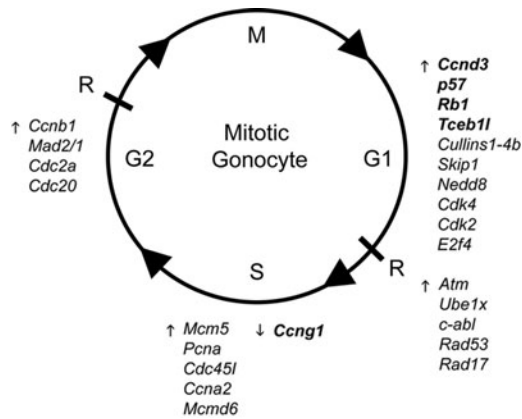 M
R
↑ Ccnb1
Mad2/1
Cdc2a
Cdc20
G2
Mitotic
Gonocyte
G1
↑ Ccnd3
p57
Rb1
Tceb1l
Cullins1-4b
Skip1
Nedd8
Cdk4
Cdk2
E2f4
R
↑ Atm
Ube1x
c-abl
Rad53
Rad17
S
↑ Mcm5
Pcna
Cdc45l
Ccna2
Mcmd6
↓ Ccng1